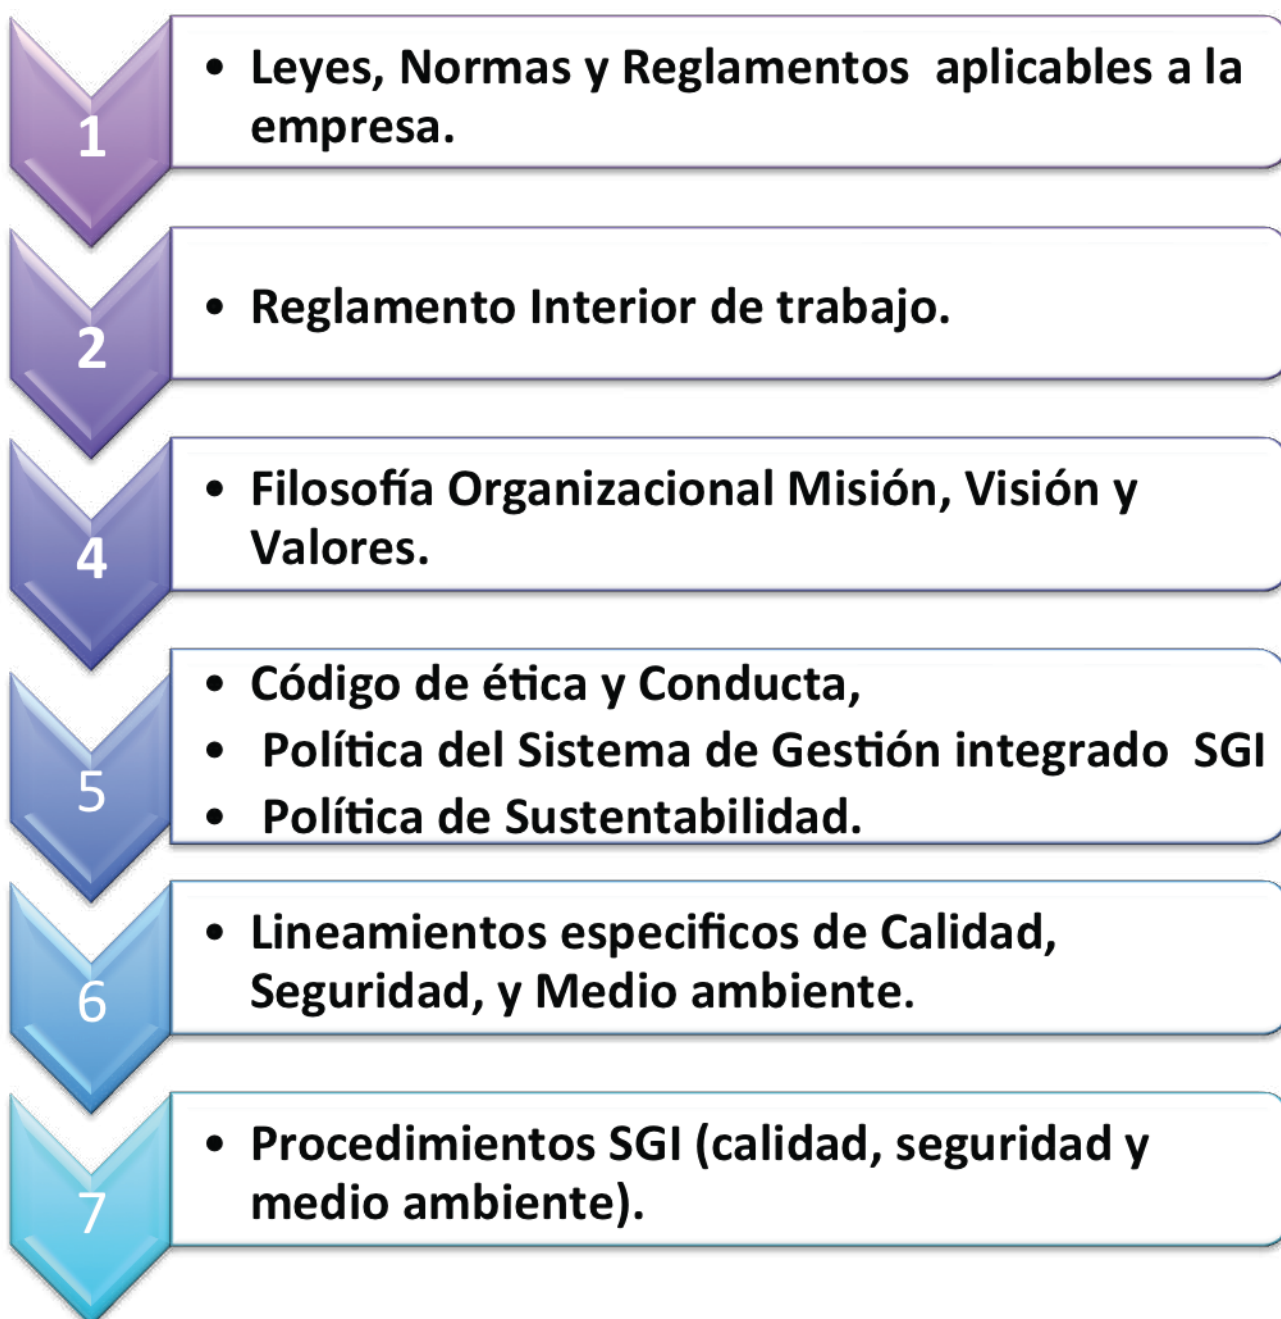 1
• Leyes, Normas y Reglamentos aplicables a la
empresa.
2
• Reglamento Interior de trabajo.
4
• Filosofía Organizacional Misión, Visión y
Valores.
5
• Código de ética y Conducta,
• Política del Sistema de Gestión integrado SGI
• Política de Sustentabilidad.
6
• Lineamientos especificos de Calidad,
Seguridad, y Medio ambiente.
7
• Procedimientos SGI (calidad, seguridad y
medio ambiente).